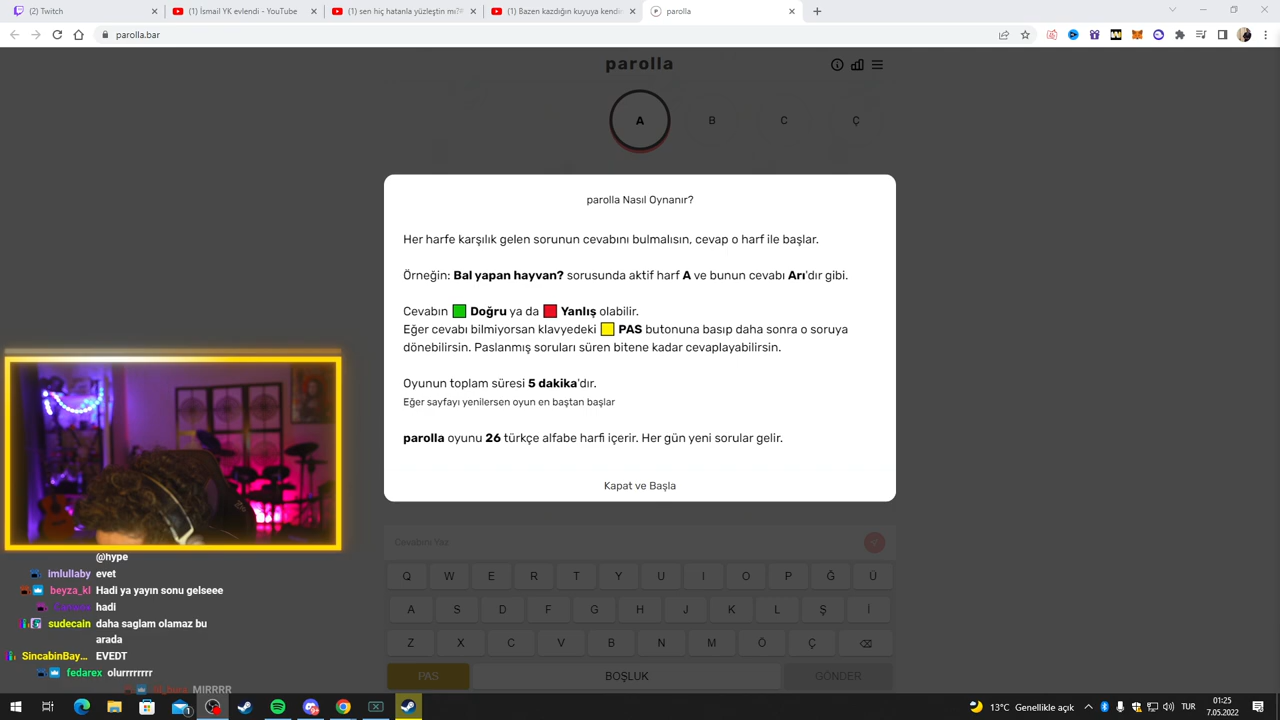 (2) Twitch
(1) İsmail YK evlendi - YouTube
(1) sen hiç hatanla yüzleştin mi?#
(1) Bazen kazdığın kuyuya kendi
parolla
parolla.bar
parolla
A B C Ç
parolla Nasıl Oynanır?
Her harfe karşılık gelen sorunun cevabını bulmalısın, cevap o harf ile başlar.
Örneğin: Bal yapan hayvan? sorusunda aktif harf A ve bunun cevabı Arı'dır gibi.
Cevabın Doğru ya da Yanlış olabilir.
Eğer cevabı bilmiyorsan klavyedeki PAS butonuna basıp daha sonra o soruya
dönebilirsin. Paslanmış soruları süren bitene kadar cevaplayabilirsin.
Oyunun toplam süresi 5 dakika'dır.
Eğer sayfayı yenilersen oyun en baştan başlar
parolla oyunu 26 türkçe alfabe harfi içerir. Her gün yeni sorular gelir.
Kapat ve Başla
Cevabını Yaz
Q W E R T Y U I O P Ğ Ü
A S D F G H J K L Ş İ
Z X C V B N M Ö Ç
PAS BOŞLUK GÖNDER
@hype
lmlullaby evet
beyza_kl Hadi ya yayın sonu gelseee
hadi
sudecain daha saglam olamaz bu
arada
SincabinBay... EVEDT
fedarex olurrrrrrrr
MIRRRR
13°C Genellikle açık
TUR
01:25
7.05.2022